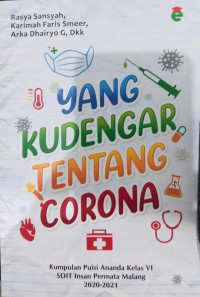 Rasya Sansyah,
Karimah Faris Smeer,
Arka Dhairyo G, Dkk
e
YANG
KUDENGAR
TENTANG
CORONA
Kumpulan Puisi Ananda Kelas VI
SDIT Insan Permata Malang
2020-2021